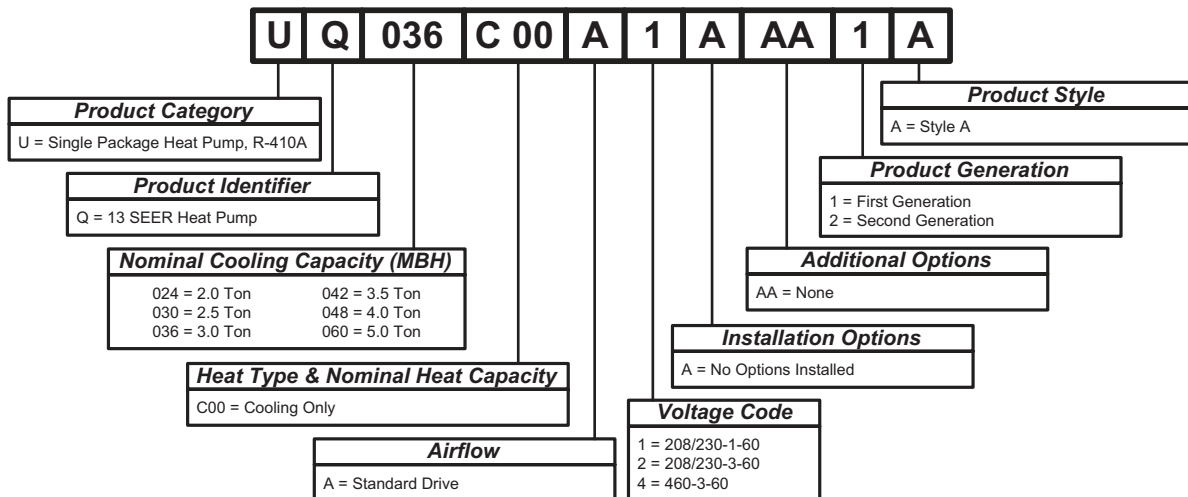 U Q 036 C 00 A 1 A AA 1 A
Product Category
U = Single Package Heat Pump, R-410A
Product Identifier
Q = 13 SEER Heat Pump
Nominal Cooling Capacity (MBH)
024 = 2.0 Ton 042 = 3.5 Ton
030 = 2.5 Ton 048 = 4.0 Ton
036 = 3.0 Ton 060 = 5.0 Ton
Heat Type & Nominal Heat Capacity
C00 = Cooling Only
Airflow
A = Standard Drive
Product Style
A = Style A
Product Generation
1 = First Generation
2 = Second Generation
Additional Options
AA = None
Installation Options
A = No Options Installed
Voltage Code
1 = 208/230-1-60
2 = 208/230-3-60
4 = 460-3-60